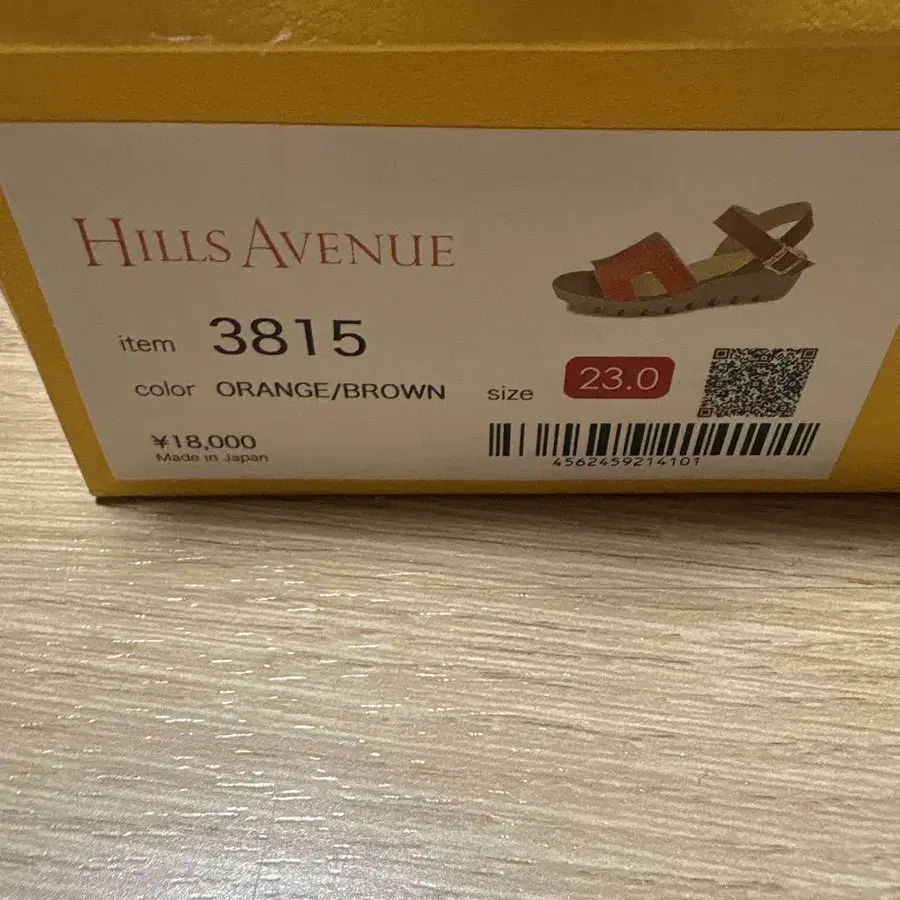 HILLS AVENUE
item 3815
color ORANGE/BROWN size 23.0
¥18,000
Made in Japan
4562459214101